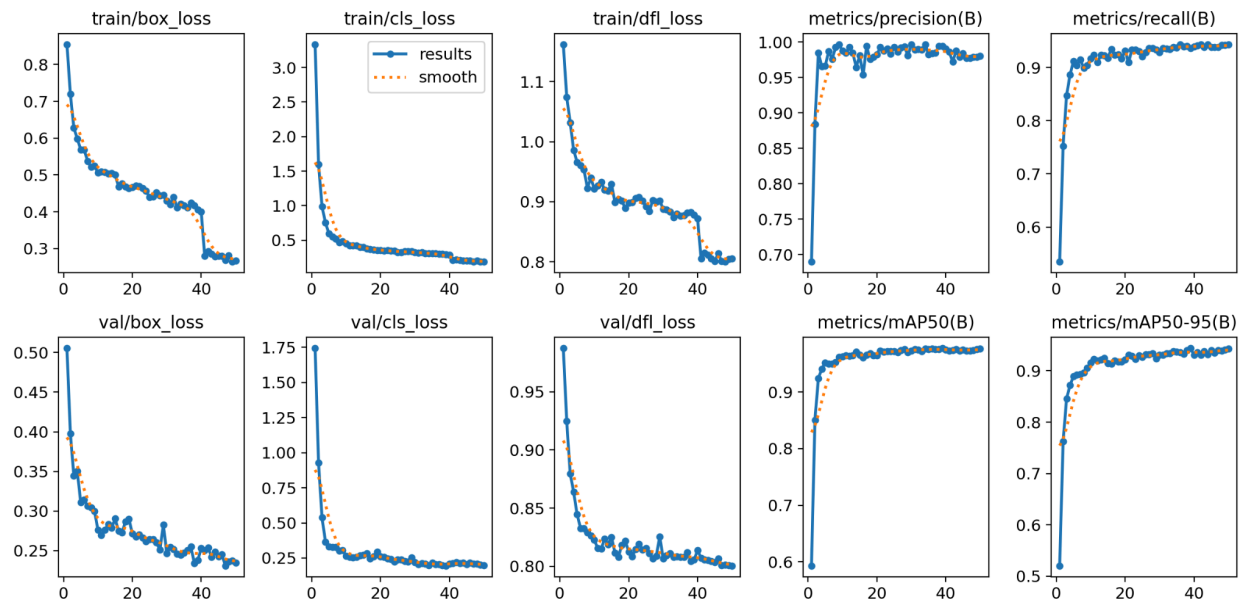 train/box_loss
train/cls_loss
train/dfl_loss
metrics/precision(B)
metrics/recall(B)
0.8
0.7
0.6
0.5
0.4
0.3
0 20 40
3.0
2.5
2.0
1.5
1.0
0.5
0 20 40
results
smooth
1.1
1.0
0.9
0.8
0 20 40
1.00
0.95
0.90
0.85
0.80
0.75
0.70
0 20 40
0.9
0.8
0.7
0.6
0 20 40
val/box_loss
val/cls_loss
val/dfl_loss
metrics/mAP50(B)
metrics/mAP50-95(B)
0.50
0.45
0.40
0.35
0.30
0.25
0 20 40
1.75
1.50
1.25
1.00
0.75
0.50
0.25
0 20 40
0.95
0.90
0.85
0.80
0 20 40
0.9
0.8
0.7
0.6
0 20 40
0.9
0.8
0.7
0.6
0.5
0 20 40